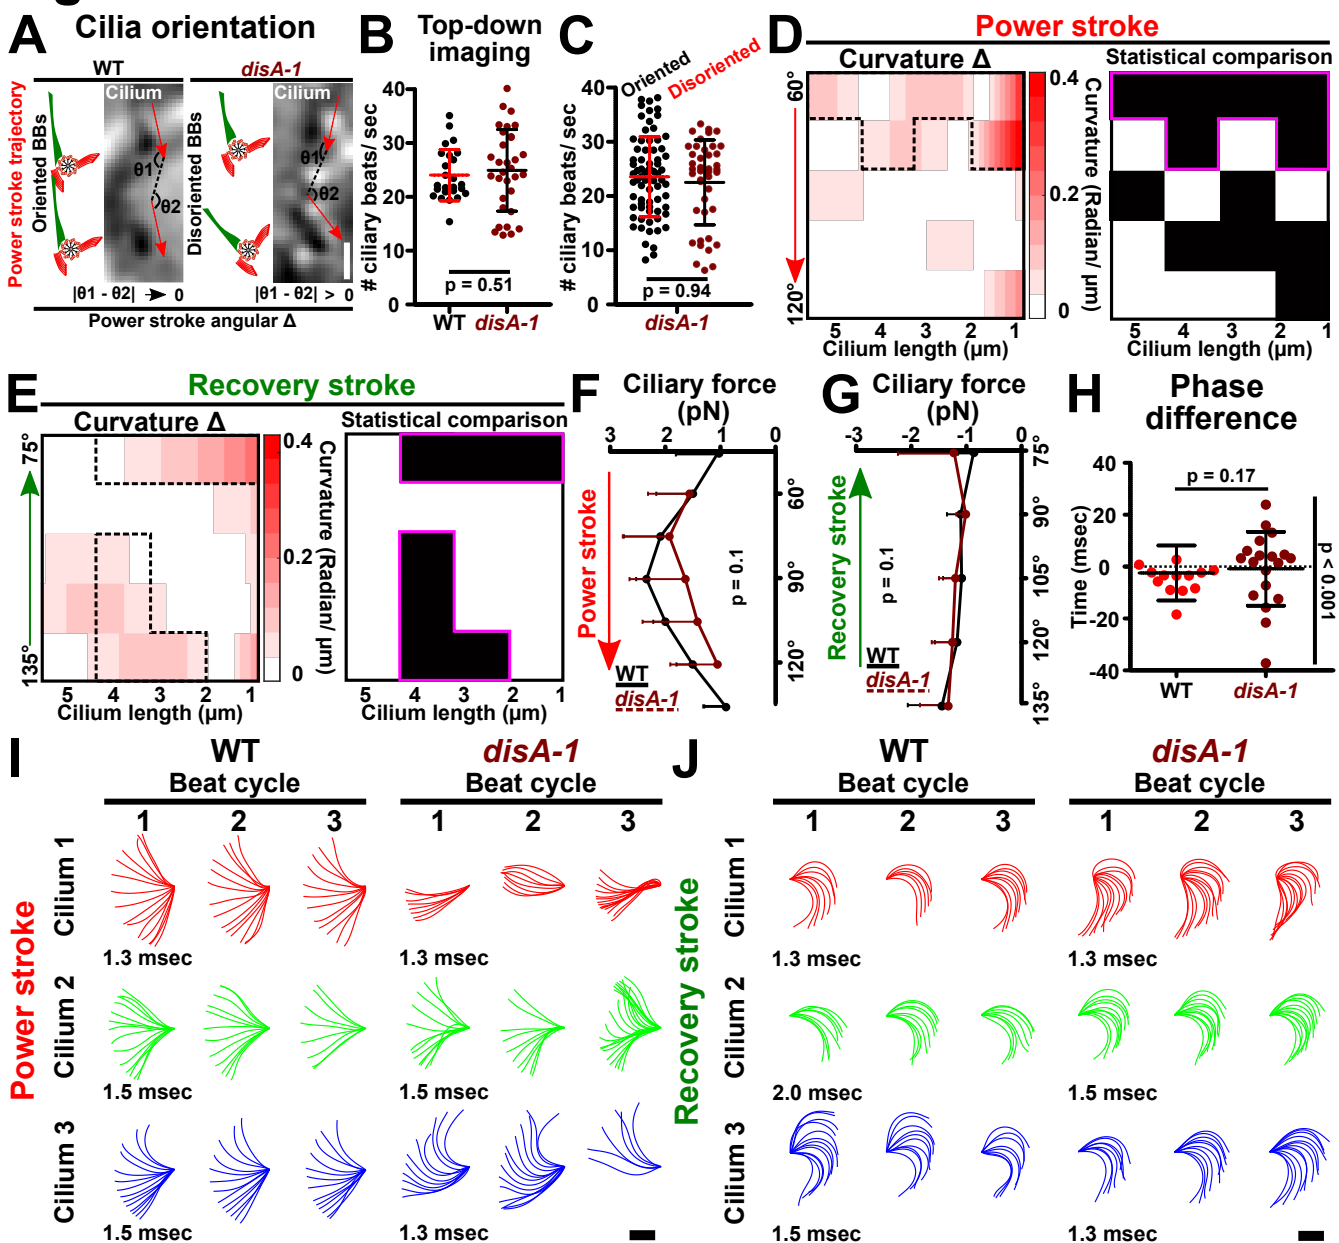 A
Cilia orientation
WT
disA-1
Cilium
Cilium
Power stroke trajectory
Oriented BBs
Disoriented BBs
θ1
θ2
θ1
θ2
|θ1 - θ2| → 0
|θ1 - θ2| > 0
Power stroke angular Δ
B
Top-down
imaging
# ciliary beats/ sec
40
30
20
10
0
p = 0.51
WT
disA-1
C
Oriented
Disoriented
# ciliary beats/ sec
40
30
20
10
0
p = 0.94
disA-1
D
Power stroke
Curvature Δ
Statistical comparison
60°
120°
0.4
0.2
0
Curvature (Radian/ μm)
5 4 3 2 1
Cilium length (μm)
5 4 3 2 1
Cilium length (μm)
E
Recovery stroke
Curvature Δ
Statistical comparison
75°
135°
0.4
0.2
0
Curvature (Radian/ μm)
5 4 3 2 1
Cilium length (μm)
5 4 3 2 1
Cilium length (μm)
F
Ciliary force
(pN)
3 2 1 0
Power stroke
60°
90°
120°
p = 0.1
WT
disA-1
G
Ciliary force
(pN)
-3 -2 -1 0
Recovery stroke
75°
90°
105°
120°
135°
p = 0.1
WT
disA-1
H
Phase
difference
Time (msec)
40
20
0
-20
-40
p = 0.17
p < 0.001
WT
disA-1
I
WT
disA-1
Beat cycle
Beat cycle
1 2 3
1 2 3
Power stroke
Cilium 1
1.3 msec
1.3 msec
Cilium 2
1.5 msec
1.5 msec
Cilium 3
1.5 msec
1.3 msec
J
WT
disA-1
Beat cycle
Beat cycle
1 2 3
1 2 3
Recovery stroke
Cilium 1
1.3 msec
1.3 msec
Cilium 2
2.0 msec
1.5 msec
Cilium 3
1.5 msec
1.3 msec